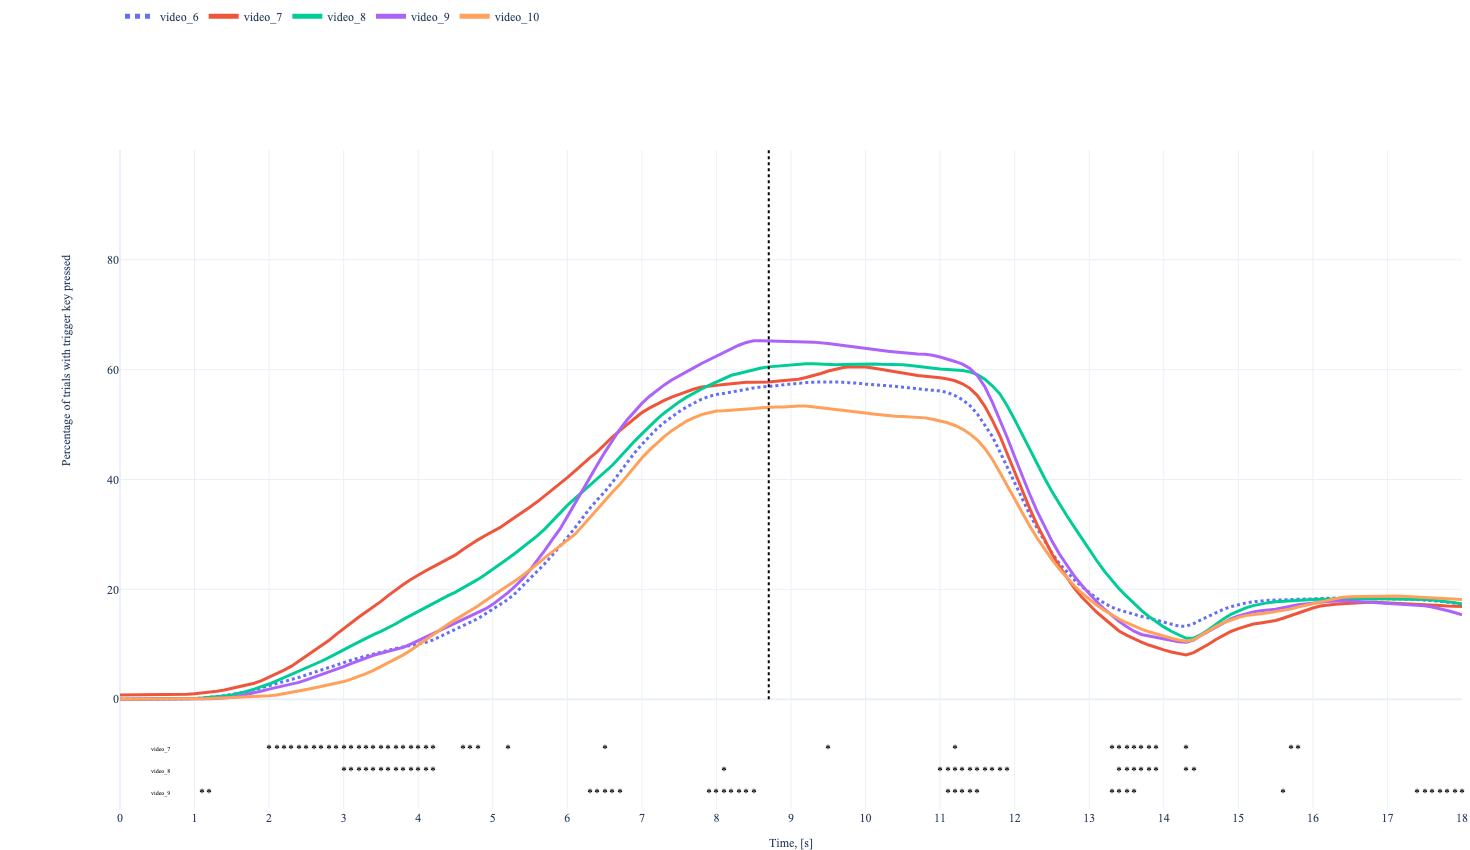 video_6 video_7 video_8 video_9 video_10
Percentage of trials with trigger key pressed
80
60
40
20
0
video_7 * * * * * * * * * * * * * * * * * * * * * * * * * * * * * * * * * * * * * * * * *
video_8 * * * * * * * * * * * * * * * * * * * * * * * * * * * * * * * *
video_9 * * * * * * * * * * * * * * * * * * * * * * * * * * * * * * *
0 1 2 3 4 5 6 7 8 9 10 11 12 13 14 15 16 17 18
Time, [s]